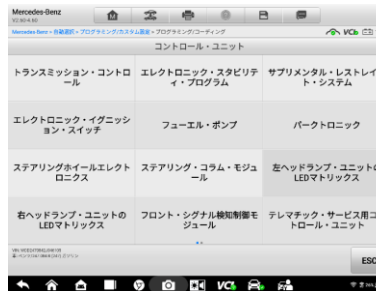 Mercedes-Benz
Mercedes-Benz > 自動選択 > プログラミング/カスタム設定 > プログラミング/コーディング
VCI
コントロール・ユニット
トランスミッション・コントロール
エレクトロニック・スタビリティ・プログラム
サプリメンタル・レストレイ
ト・システム
エレクトロニック・イグニッション・スイッチ
フューエル・ポンプ
パークトロニック
ステアリングホイールエレクトロニクス
ステアリング・コラム・モジュール
左ヘッドランプ・ユニットの
LEDマトリックス
右ヘッドランプ・ユニットの
LEDマトリックス
フロント・シグナル検知制御モジュール
テレマチック・サービス用コ
トロール・ユニット
ESC
VCI